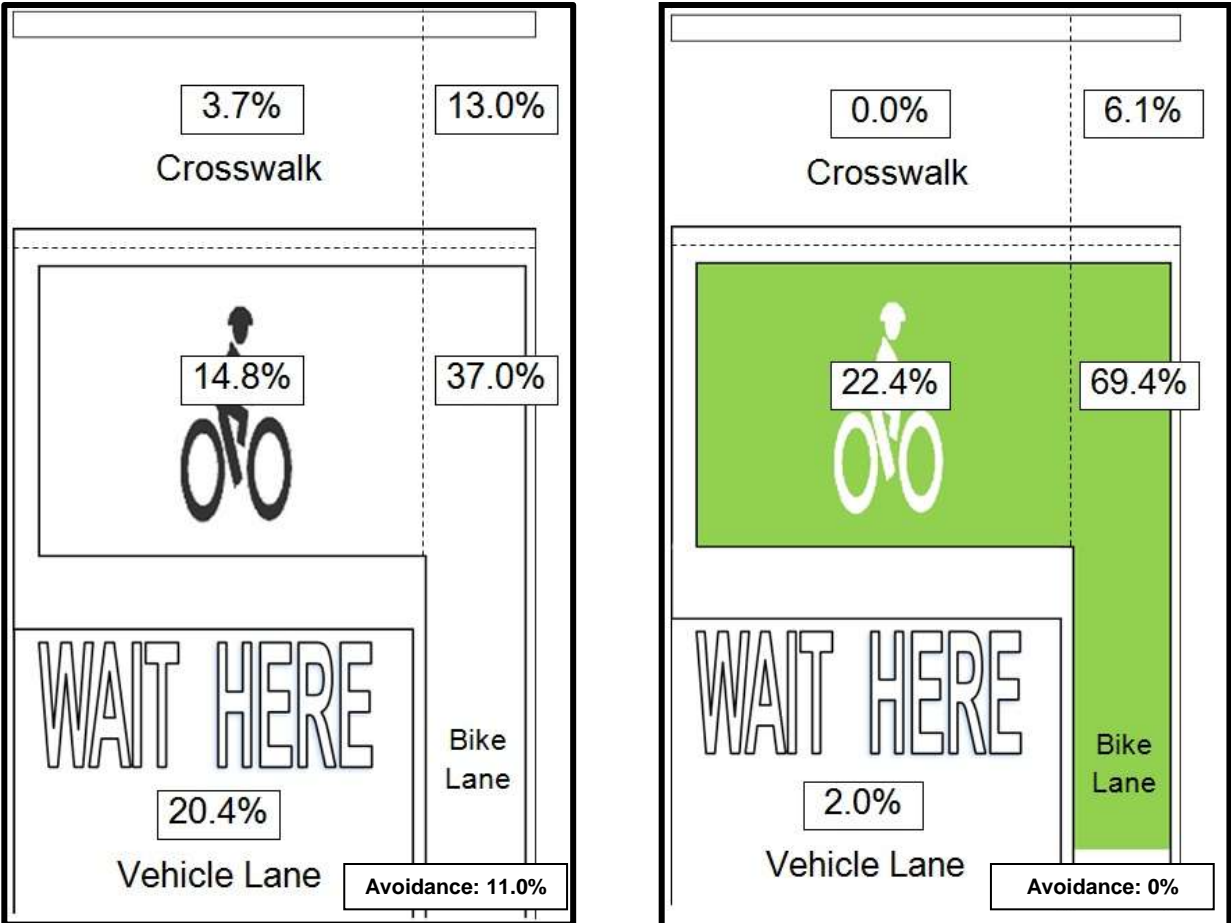 3.7%
13.0%
Crosswalk
14.8%
37.0%
WAIT HERE
Bike
Lane
20.4%
Vehicle Lane
Avoidance: 11.0%
0.0%
6.1%
Crosswalk
22.4%
69.4%
WAIT HERE
Bike
Lane
2.0%
Vehicle Lane
Avoidance: 0%